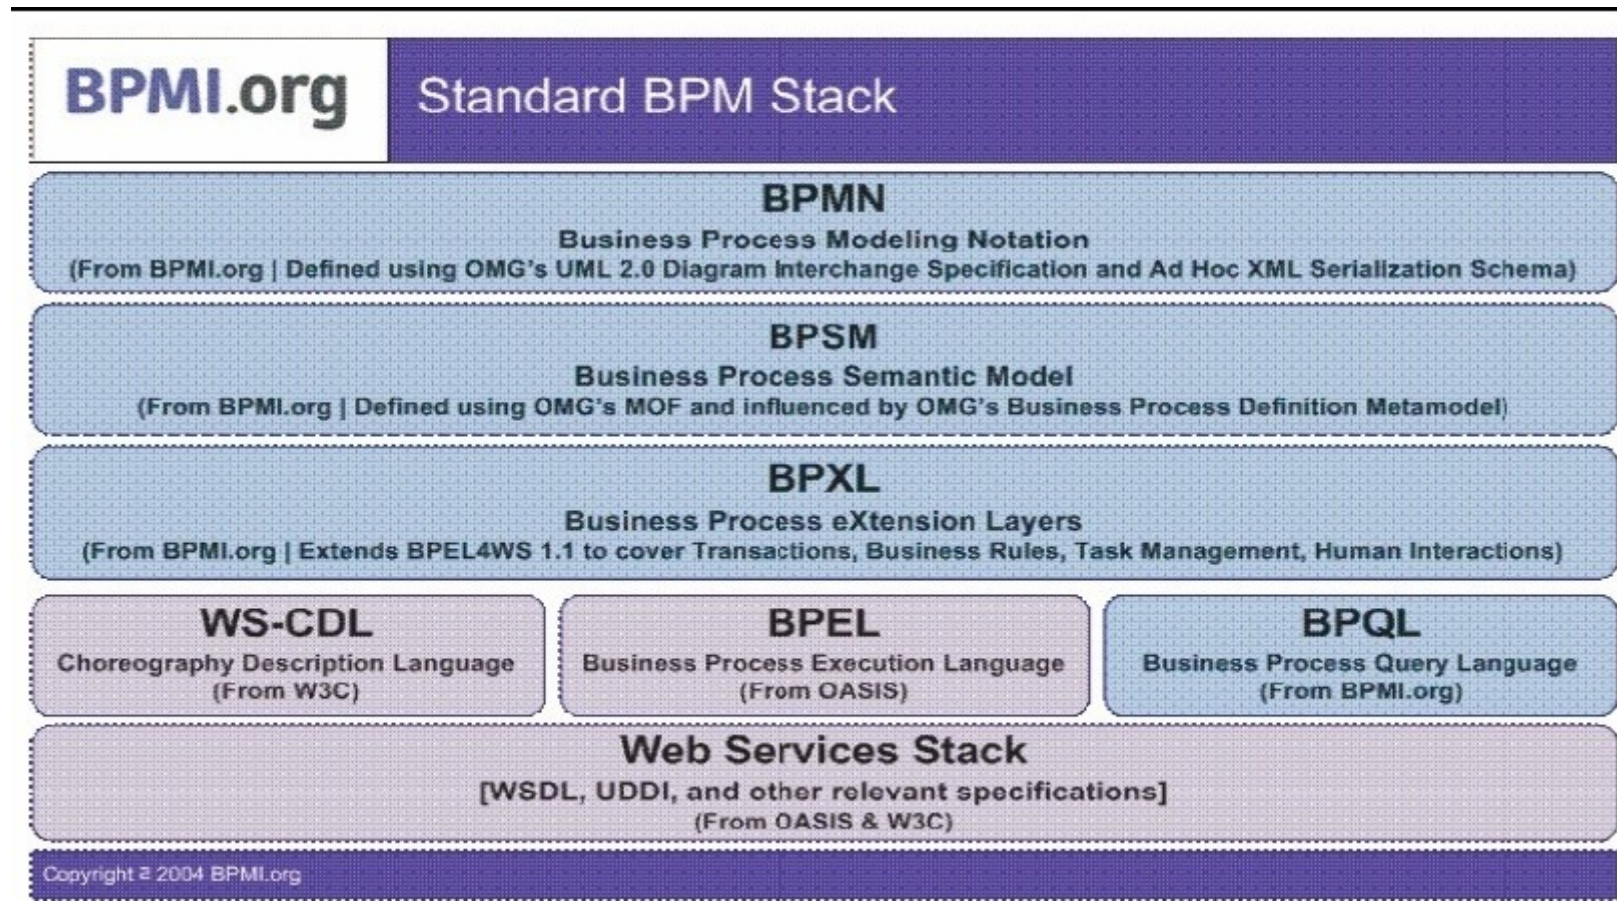 BPMI.org
Standard BPM Stack
BPMN
Business Process Modeling Notation
(From BPMI.org | Defined using OMG's UML 2.0 Diagram Interchange Specification and Ad Hoc XML Serialization Schema)
BPSM
Business Process Semantic Model
(From BPMI.org | Defined using OMG's MOF and influenced by OMG's Business Process Definition Metamodel)
BPXL
Business Process eXtension Layers
(From BPMI.org | Extends BPEL4WS 1.1 to cover Transactions, Business Rules, Task Management, Human Interactions)
WS-CDL
Choreography Description Language
(From W3C)
BPEL
Business Process Execution Language
(From OASIS)
BPQL
Business Process Query Language
(From BPMI.org)
Web Services Stack
[WSDL, UDDI, and other relevant specifications]
(From OASIS & W3C)
Copyright 2004 BPMI.org